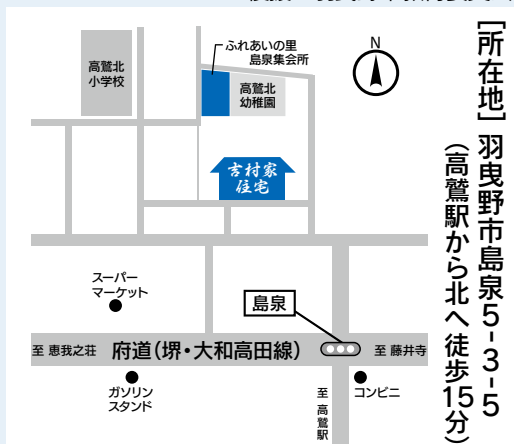 [所在地] 羽曳野市島泉5-3-5
(高鷲駅から北へ徒歩15分)
高鷲北
小学校
ふれあいの里
島泉集会所
高鷲北
幼稚園
N
吉村家
住宅
スーパー
マーケット
島泉
至 恵我之荘
府道(堺・大和高田線)
至 藤井寺
ガソリン
スタンド
至 高鷲駅
コンビニ